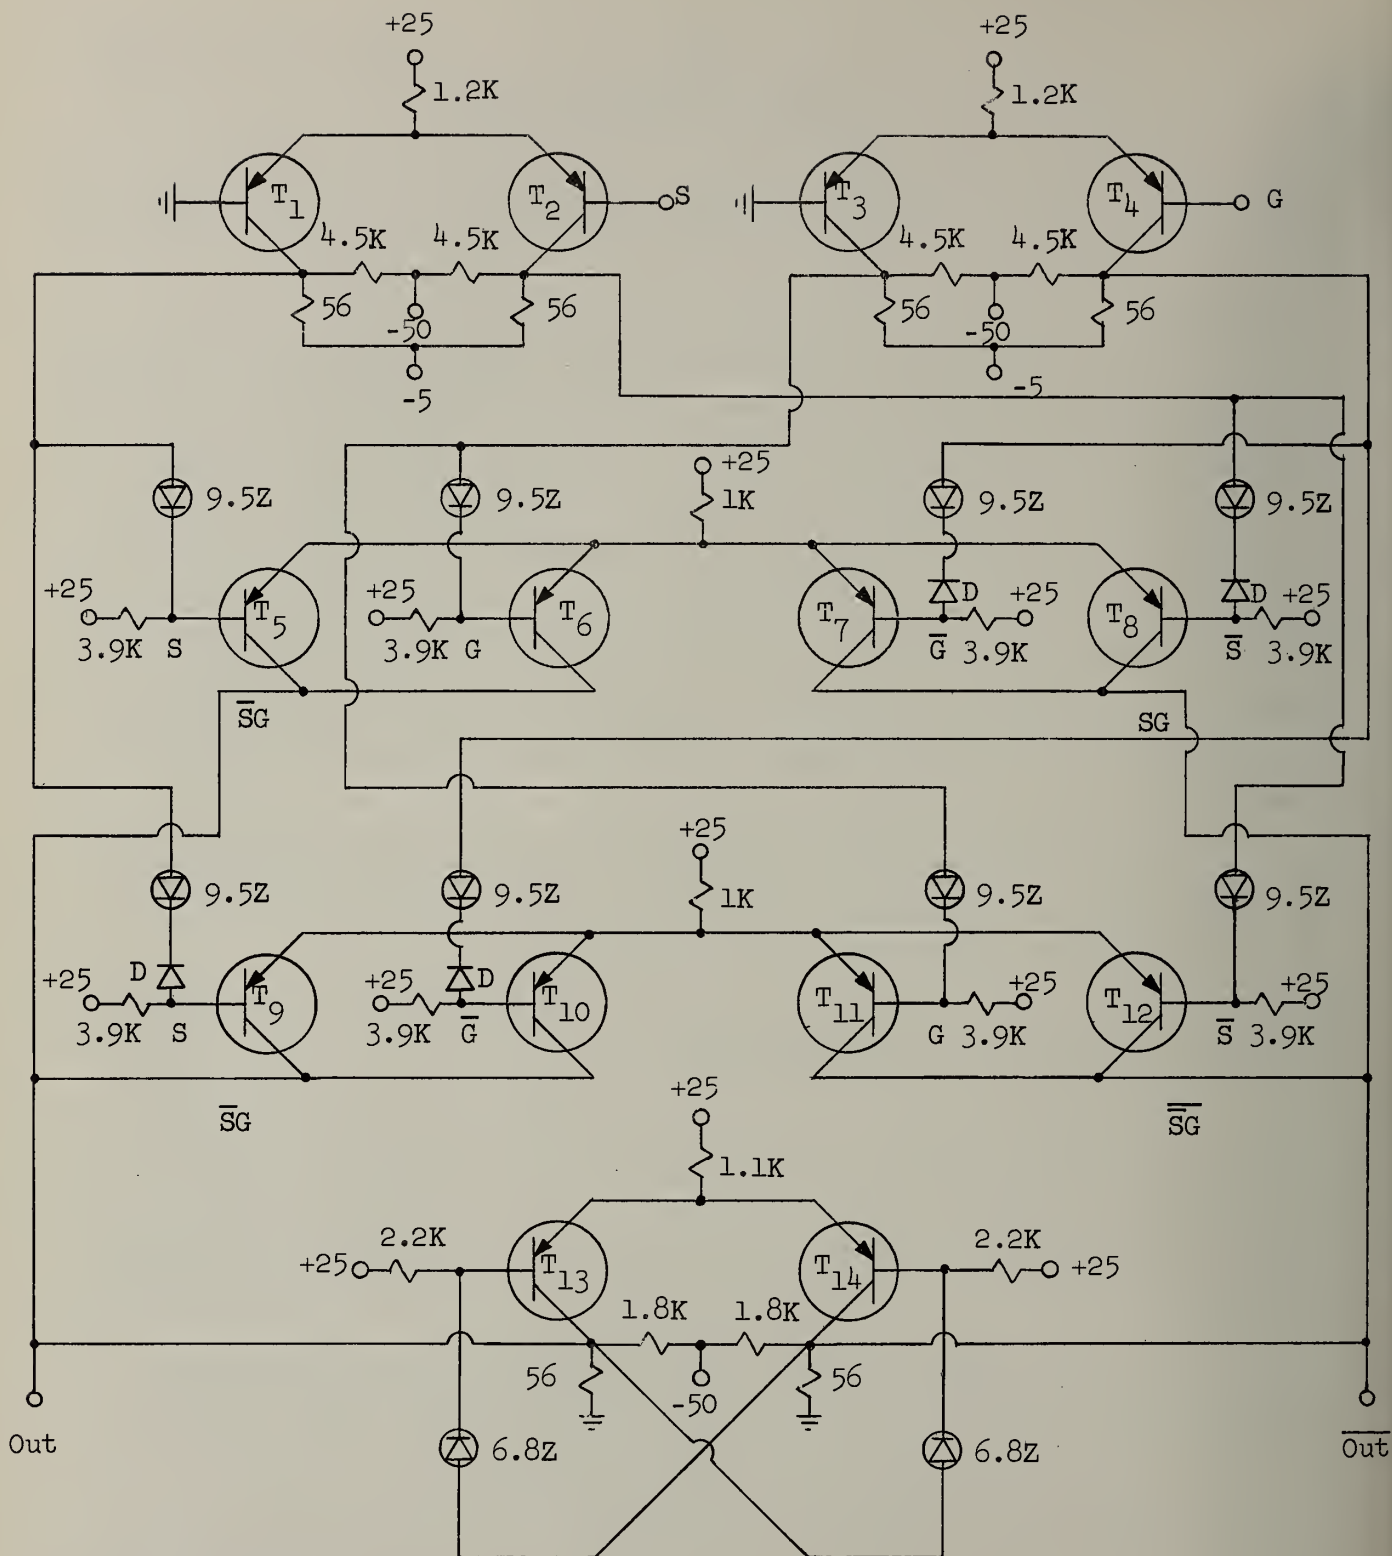 +25 +25
1.2K 1.2K
T1 T2 S T3 T4 G
4.5K 4.5K 4.5K 4.5K
56 -50 56 56 -50 56
-5 -5
+25
9.5Z 9.5Z 1K 9.5Z 9.5Z
+25 T5 +25 T6 T7 D +25 T8 D +25
3.9K S 3.9K G G̅ 3.9K S̅ 3.9K
S̅G SG
+25
9.5Z 9.5Z 1K 9.5Z 9.5Z
+25 D T9 +25 D T10 T11 +25 T12 +25
3.9K S 3.9K G̅ G 3.9K S̅ 3.9K
+25
S̅G S̅̅G̅
1.1K
2.2K 2.2K
+25 T13 T14 +25
1.8K 1.8K
56 -50 56
Out O̅u̅t̅
6.8Z 6.8Z